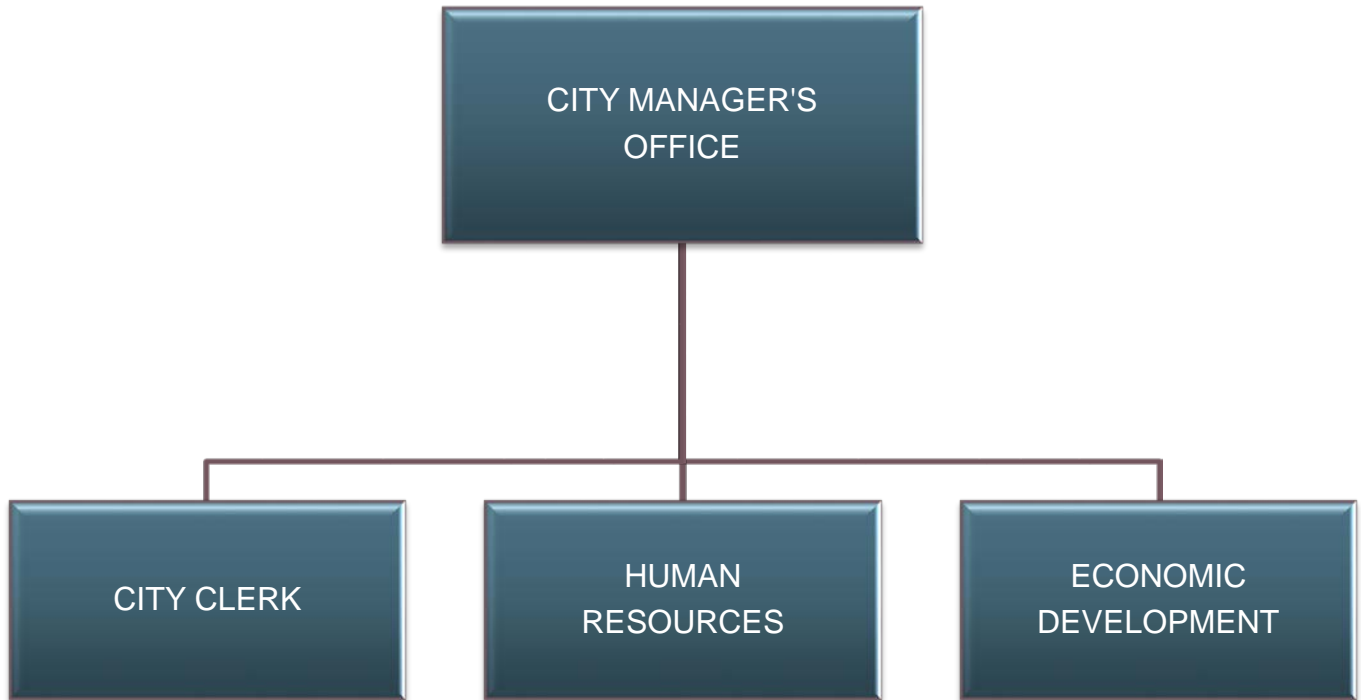 CITY MANAGER'S
OFFICE
CITY CLERK
HUMAN
RESOURCES
ECONOMIC
DEVELOPMENT